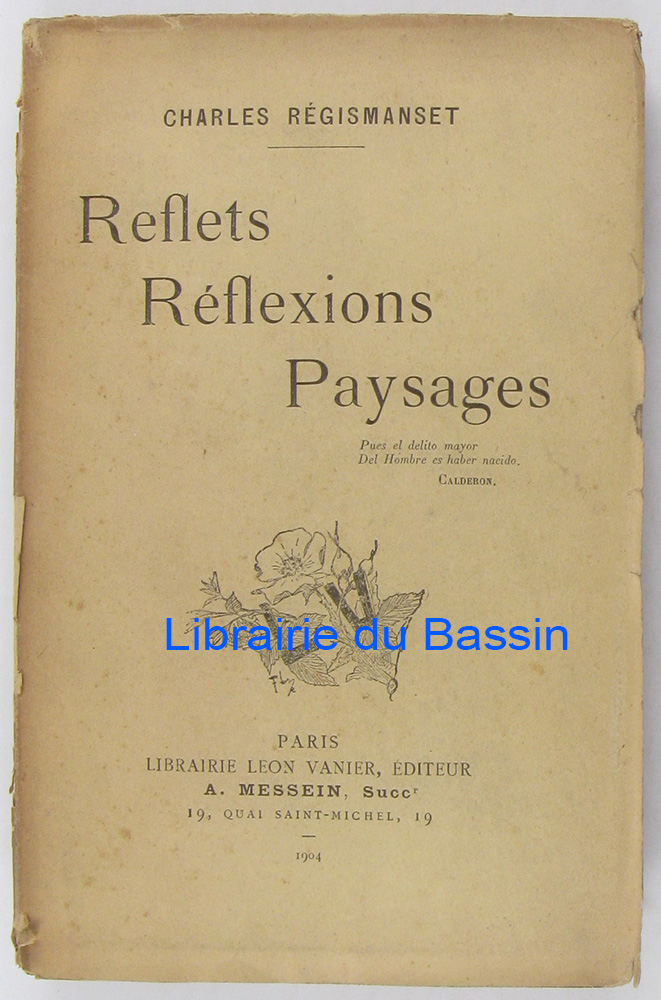 CHARLES RÉGISMANSET
Reflets
Réflexions
Paysages
Pues el delito mayor
Del Hombre es haber nacido.
CALDERON.
Librairie du Bassin
PARIS
LIBRAIRIE LEON VANIER, ÉDITEUR
A. MESSEIN, Succr
19, QUAI SAINT-MICHEL, 19
1904